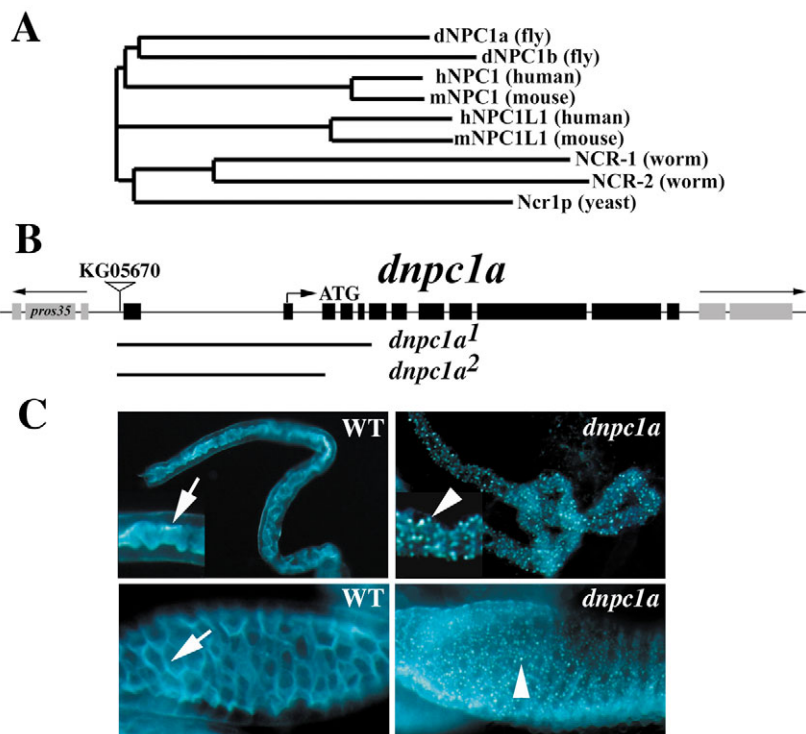 A
dNPC1a (fly)
dNPC1b (fly)
hNPC1 (human)
mNPC1 (mouse)
hNPC1L1 (human)
mNPC1L1 (mouse)
NCR-1 (worm)
NCR-2 (worm)
Ncr1p (yeast)
B
KG05670
dnpc1a
ATG
pros35
dnpc1a1
dnpc1a2
C
WT
dnpc1a
WT
dnpc1a